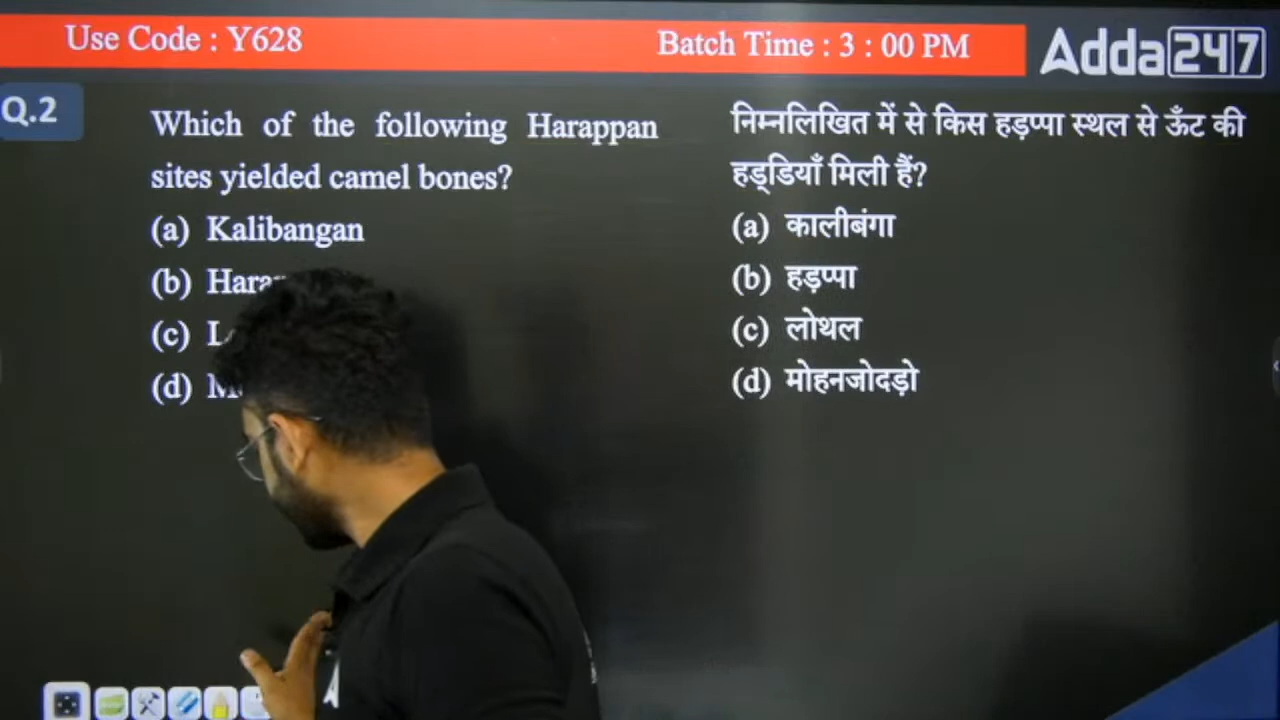 Use Code : Y628
Batch Time : 3 : 00 PM
Adda247
Q.2
Which of the following Harappan
sites yielded camel bones?
(a) Kalibangan
(b)
(c)
(d)
निम्नलिखित में से किस हड़प्पा स्थल से ऊँट की
हड्डियाँ मिली हैं?
(a) कालीबंगा
(b) हड़प्पा
(c) लोथल
(d) मोहनजोदड़ो